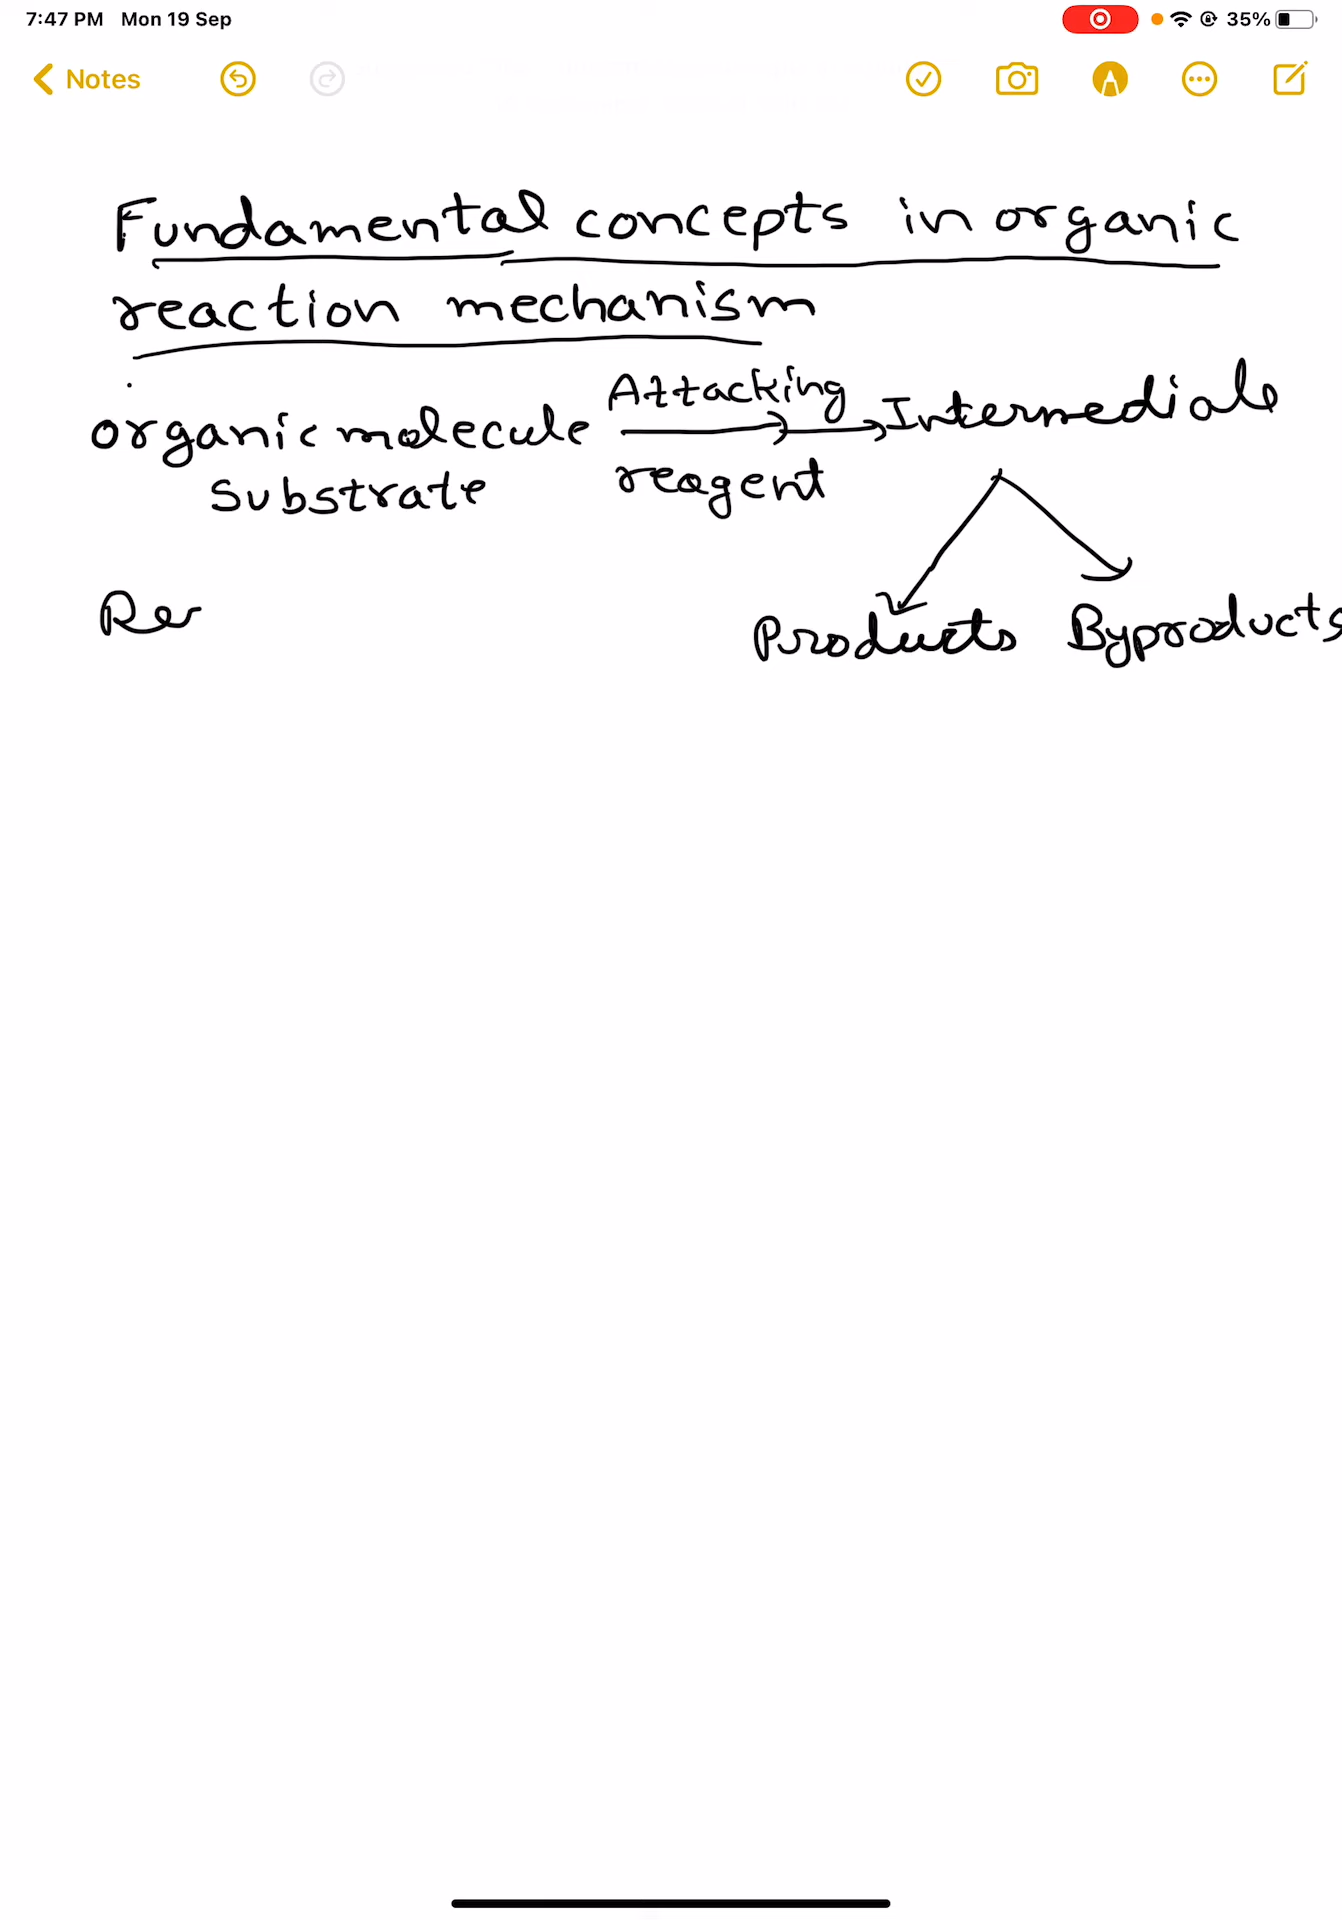 7:47 PM Mon 19 Sep 35%
Notes
Fundamental concepts in organic
reaction mechanism
organic molecule Attacking Intermediate
Substrate reagent
Products Byproducts